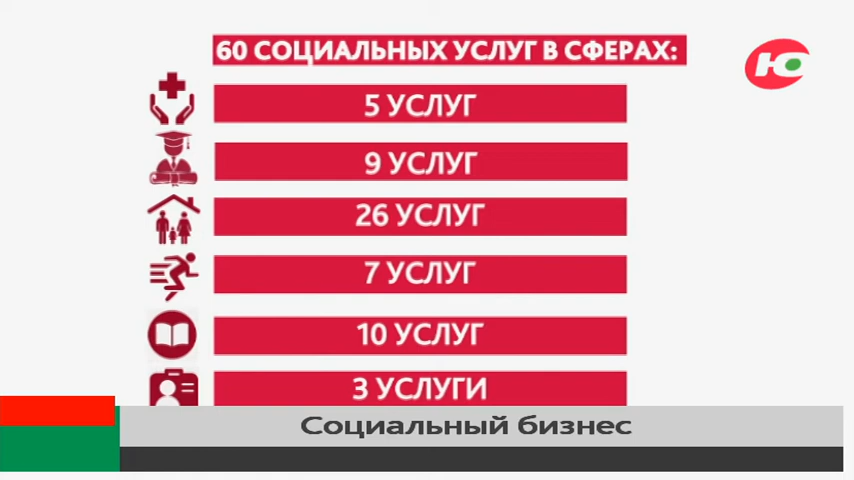 60 СОЦИАЛЬНЫХ УСЛУГ В СФЕРАХ:
Ю
5 УСЛУГ
9 УСЛУГ
26 УСЛУГ
7 УСЛУГ
10 УСЛУГ
3 УСЛУГИ
Социальный бизнес